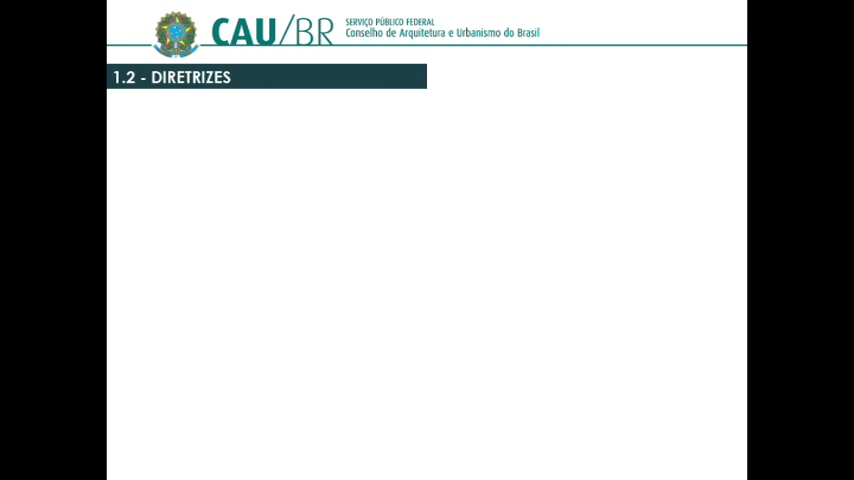 CAU/BR
SERVIÇO PÚBLICO FEDERAL
Conselho de Arquitetura e Urbanismo do Brasil
1.2 - DIRETRIZES